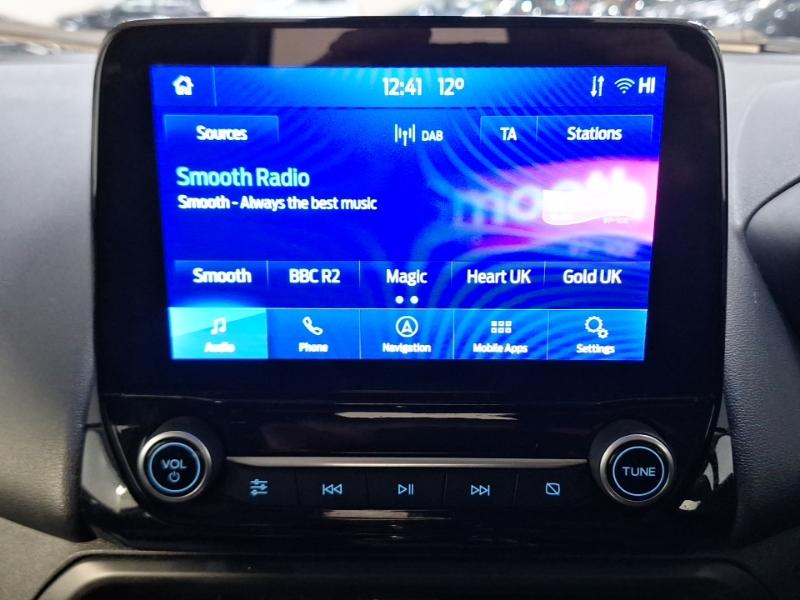 12:41 12º HI
Sources DAB TA Stations
Smooth Radio
Smooth - Always the best music
Smooth BBC R2 Magic Heart UK Gold UK
Audio Phone Navigation Mobile Apps Settings
VOL TUNE